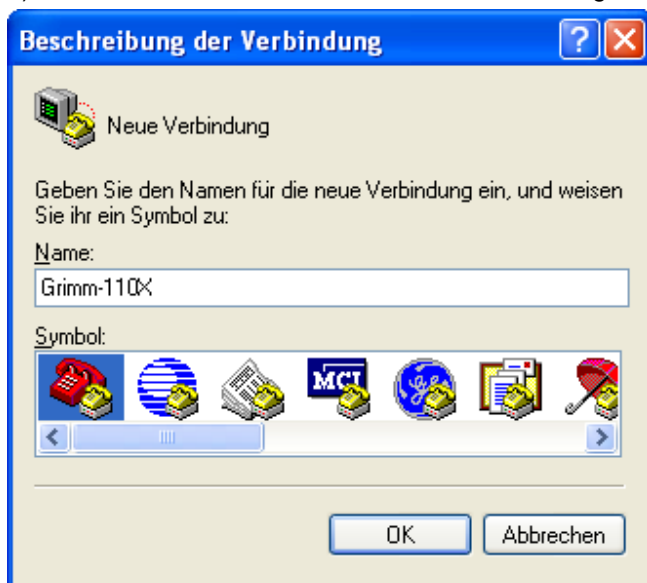 Beschreibung der Verbindung
Neue Verbindung
Geben Sie den Namen für die neue Verbindung ein, und weisen
Sie ihr ein Symbol zu:
Name:
Grimm-110X
Symbol:
MCI
OK
Abbrechen